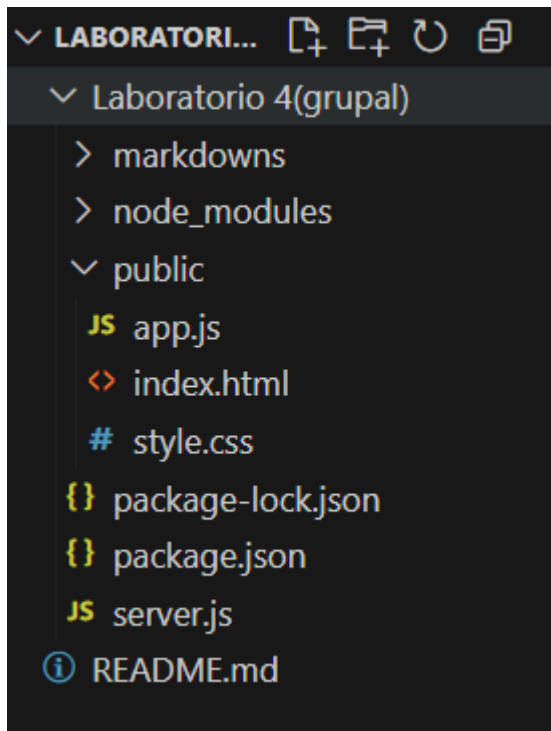 LABORATORI...
Laboratorio 4(grupal)
markdowns
node_modules
public
JS app.js
<> index.html
# style.css
{} package-lock.json
{} package.json
JS server.js
README.md